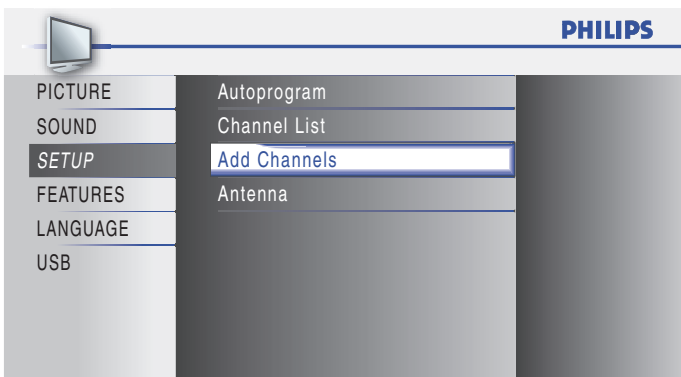 PHILIPS
PICTURE
SOUND
SETUP
FEATURES
LANGUAGE
USB
Autoprogram
Channel List
Add Channels
Antenna